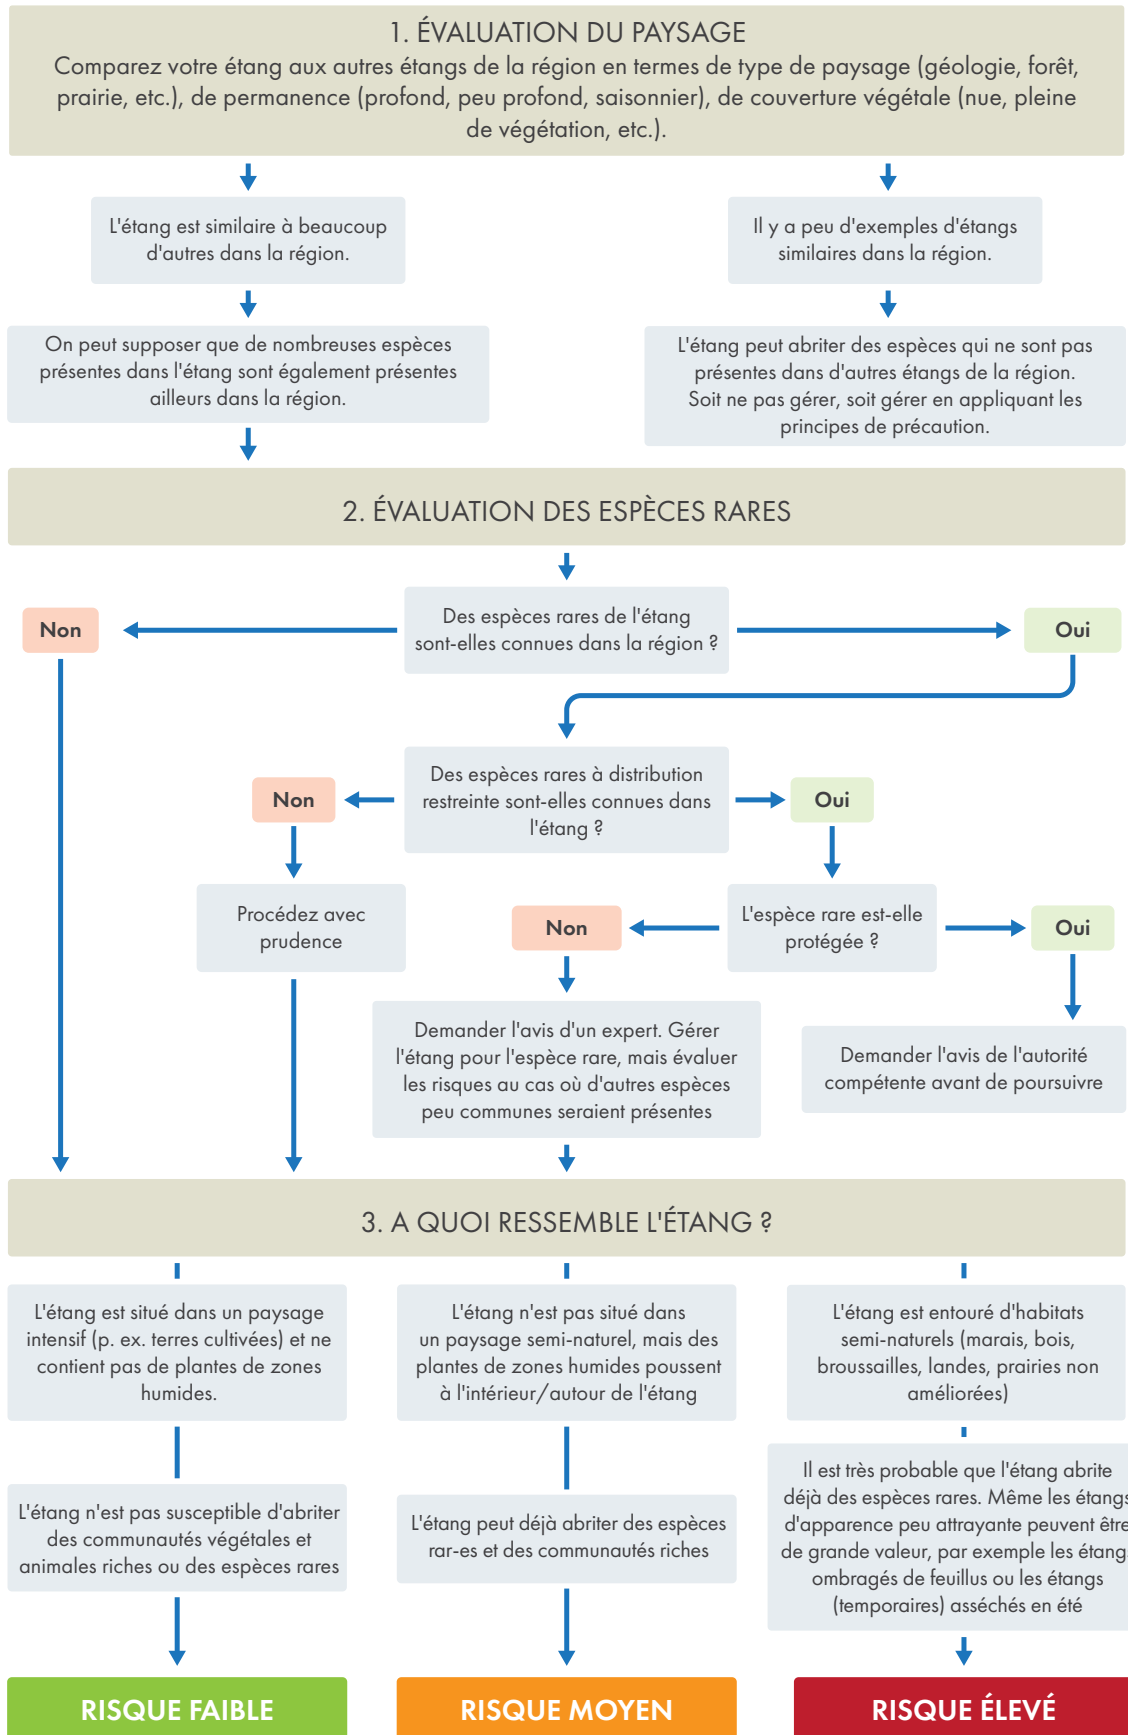 1. ÉVALUATION DU PAYSAGE
Comparez votre étang aux autres étangs de la région en termes de type de paysage (géologie, forêt,
prairie, etc.), de permanence (profond, peu profond, saisonnier), de couverture végétale (nue, pleine
de végétation, etc.).
L'étang est similaire à beaucoup
d'autres dans la région.
Il y a peu d'exemples d'étangs
similaires dans la région.
On peut supposer que de nombreuses espèces
présentes dans l'étang sont également présentes
ailleurs dans la région.
L'étang peut abriter des espèces qui ne sont pas
présentes dans d'autres étangs de la région.
Soit ne pas gérer, soit gérer en appliquant les
principes de précaution.
2. ÉVALUATION DES ESPÈCES RARES
Des espèces rares de l'étang
sont-elles connues dans la région ?
Non
Oui
Des espèces rares à distribution
restreinte sont-elles connues dans
l'étang ?
Non
Oui
Procédez avec
prudence
L'espèce rare est-elle
protégée ?
Non
Oui
Demander l'avis d'un expert. Gérer
l'étang pour l'espèce rare, mais évaluer
les risques au cas où d'autres espèces
peu communes seraient présentes
Demander l'avis de l'autorité
compétente avant de poursuivre
3. A QUOI RESSEMBLE L'ÉTANG ?
L'étang est situé dans un paysage
intensif (p. ex. terres cultivées) et ne
contient pas de plantes de zones
humides.
L'étang n'est pas situé dans
un paysage semi-naturel, mais des
plantes de zones humides poussent
à l'intérieur/autour de l'étang
L'étang est entouré d'habitats
semi-naturels (marais, bois,
broussailles, landes, prairies non
améliorées)
L'étang n'est pas susceptible d'abriter
des communautés végétales et
animales riches ou des espèces rares
L'étang peut déjà abriter des espèces
rar-es et des communautés riches
Il est très probable que l'étang abrite
déjà des espèces rares. Même les étangs
d'apparence peu attrayante peuvent être
de grande valeur, par exemple les étangs
ombragés de feuillus ou les étangs
(temporaires) asséchés en été
RISQUE FAIBLE
RISQUE MOYEN
RISQUE ÉLEVÉ